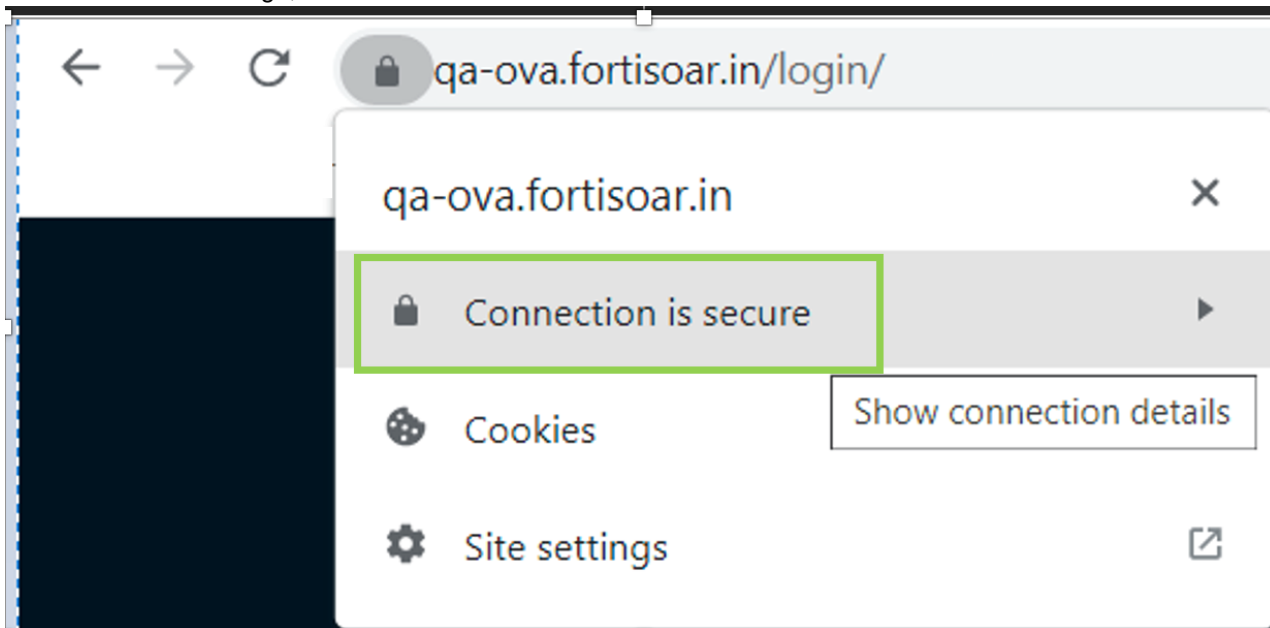 qa-ova.fortisoar.in/login/
qa-ova.fortisoar.in
Connection is secure
Show connection details
Cookies
Site settings